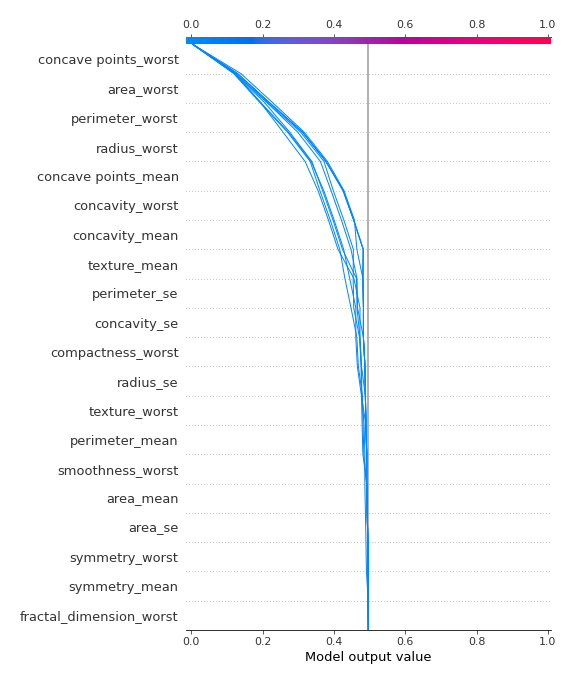 0.0 0.2 0.4 0.6 0.8 1.0
concave points_worst
area_worst
perimeter_worst
radius_worst
concave points_mean
concavity_worst
concavity_mean
texture_mean
perimeter_se
concavity_se
compactness_worst
radius_se
texture_worst
perimeter_mean
smoothness_worst
area_mean
area_se
symmetry_worst
symmetry_mean
fractal_dimension_worst
0.0 0.2 0.4 0.6 0.8 1.0
Model output value